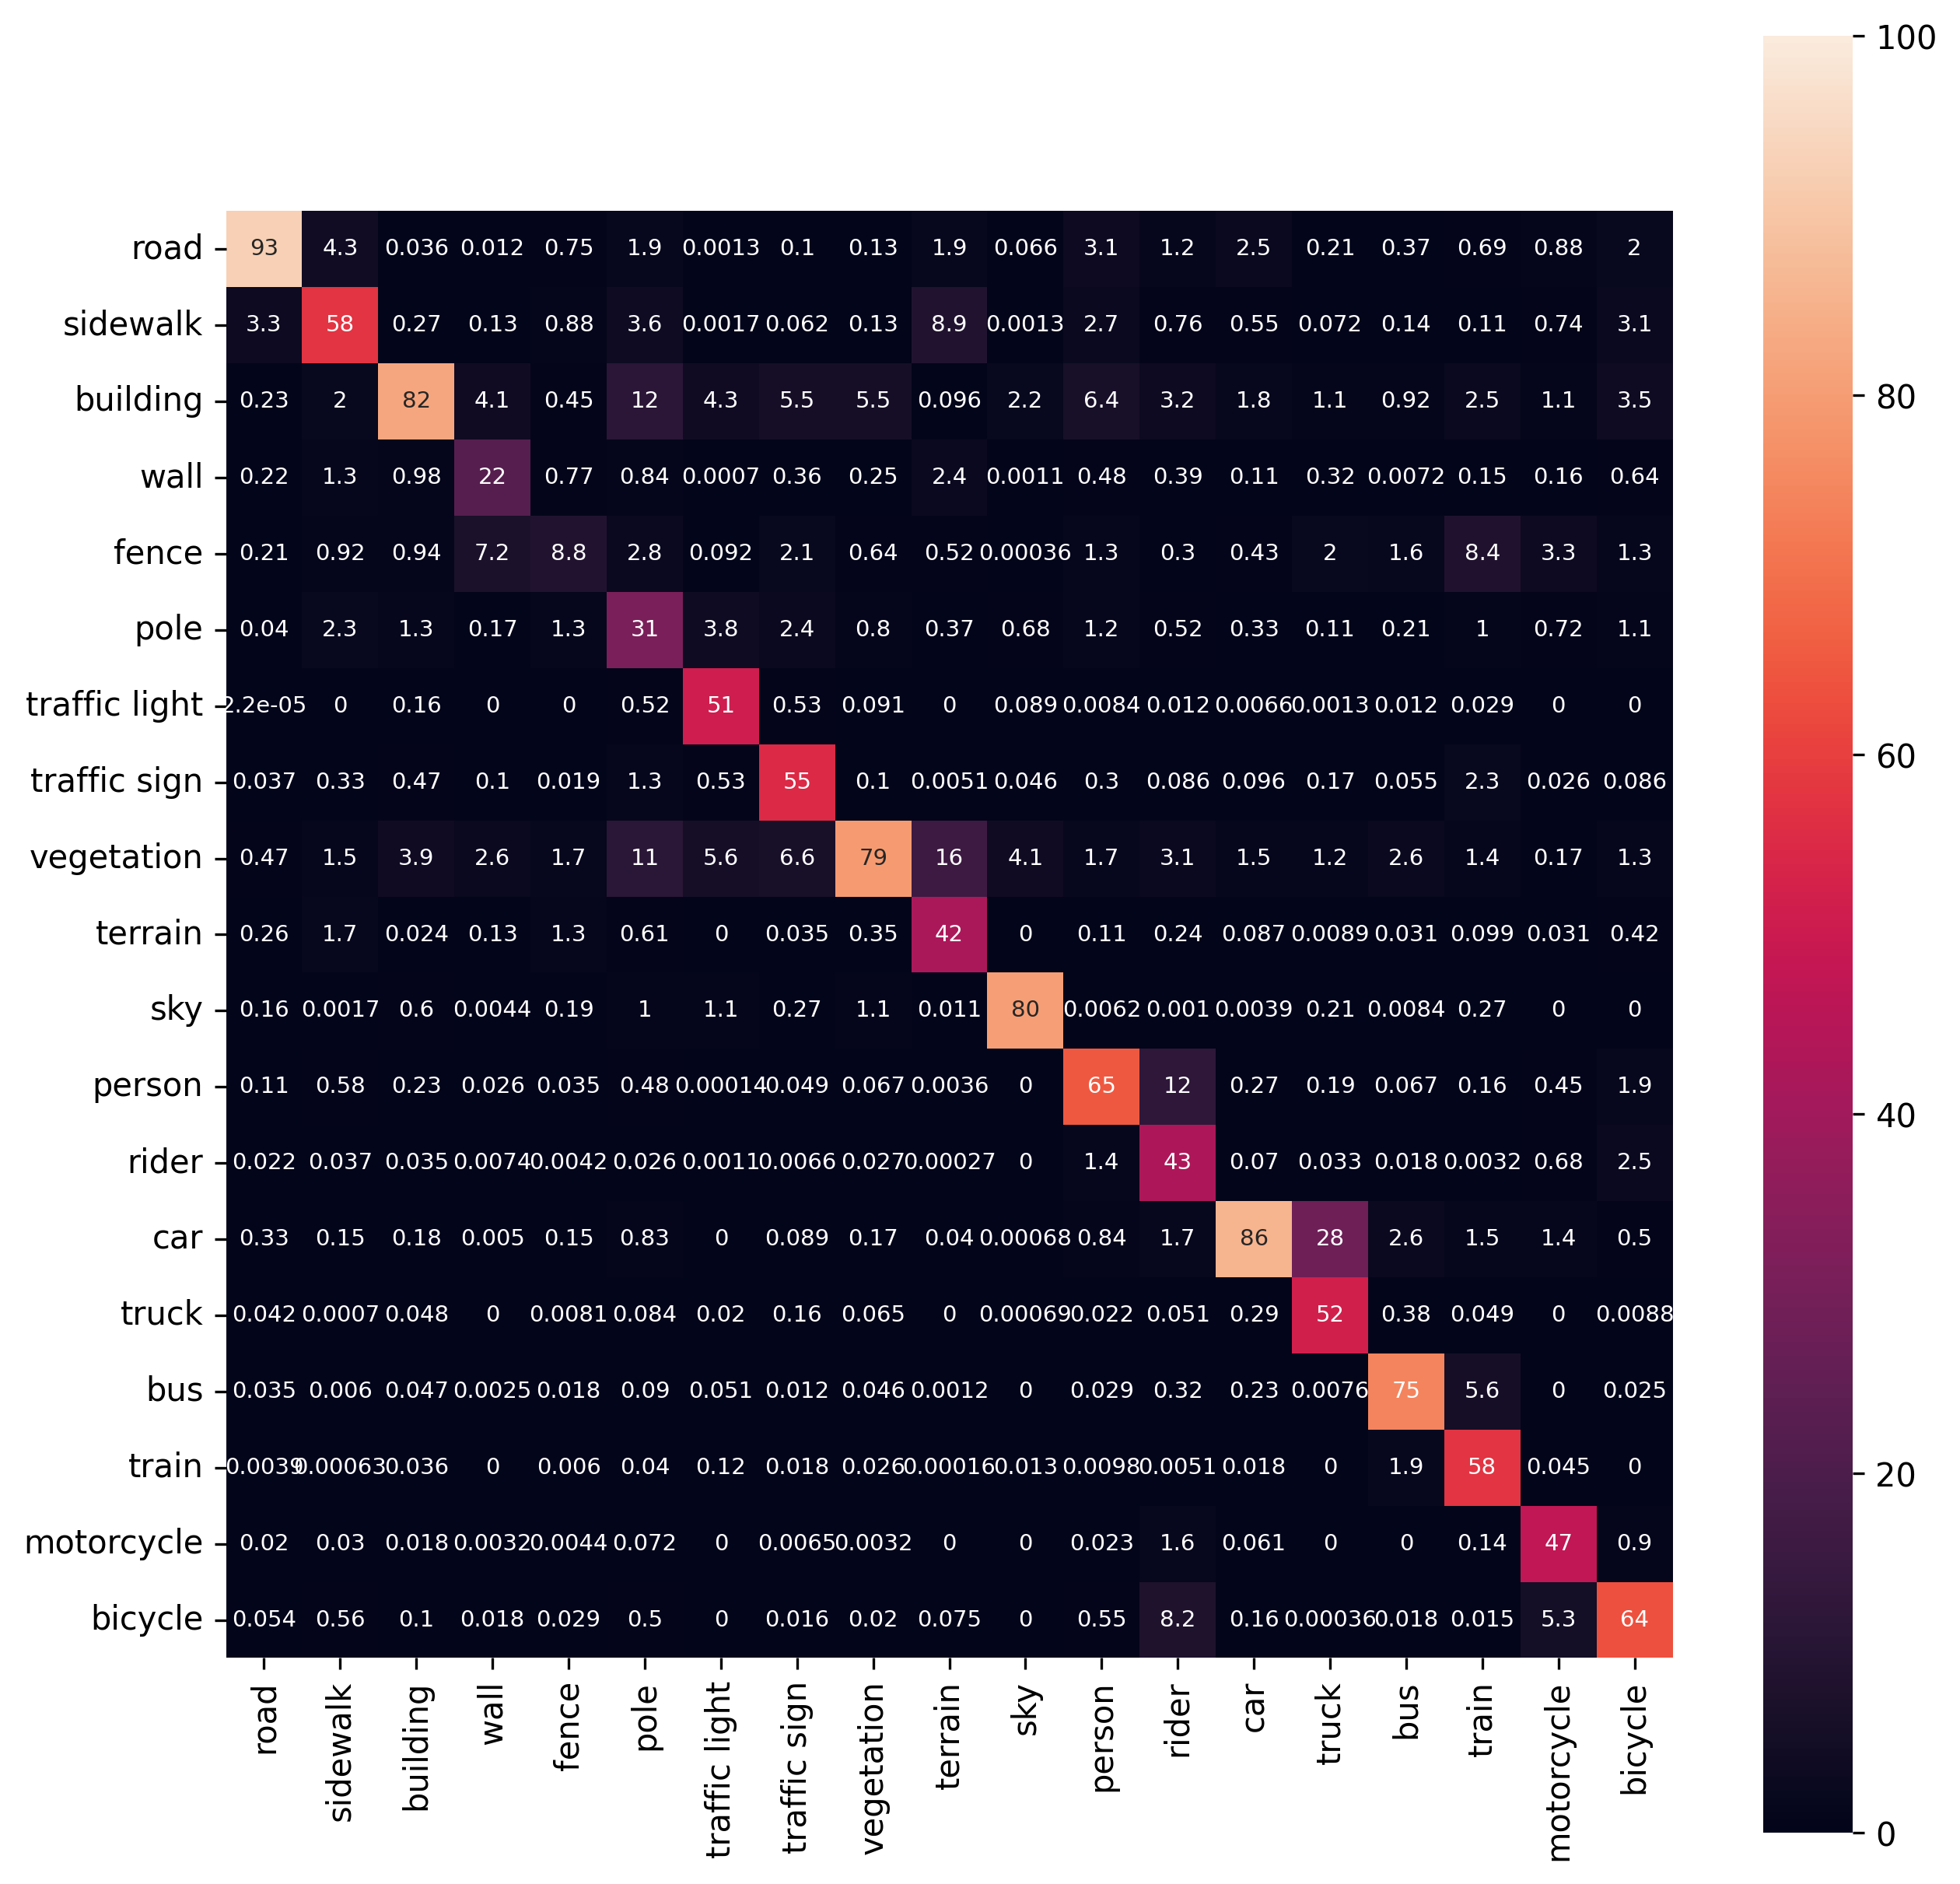 100
road 93 4.3 0.036 0.012 0.75 1.9 0.0013 0.1 0.13 1.9 0.066 3.1 1.2 2.5 0.21 0.37 0.69 0.88 2
sidewalk 3.3 58 0.27 0.13 0.88 3.6 0.0017 0.062 0.13 8.9 0.0013 2.7 0.76 0.55 0.072 0.14 0.11 0.74 3.1
building 0.23 2 82 4.1 0.45 12 4.3 5.5 5.5 0.096 2.2 6.4 3.2 1.8 1.1 0.92 2.5 1.1 3.5
80
wall 0.22 1.3 0.98 22 0.77 0.84 0.0007 0.36 0.25 2.4 0.0011 0.48 0.39 0.11 0.32 0.0072 0.15 0.16 0.64
fence 0.21 0.92 0.94 7.2 8.8 2.8 0.092 2.1 0.64 0.52 0.00036 1.3 0.3 0.43 2 1.6 8.4 3.3 1.3
pole 0.04 2.3 1.3 0.17 1.3 31 3.8 2.4 0.8 0.37 0.68 1.2 0.52 0.33 0.11 0.21 1 0.72 1.1
traffic light 2.2e-05 0 0.16 0 0 0.52 51 0.53 0.091 0 0.089 0.0084 0.012 0.0066 0.0013 0.012 0.029 0 0
60
traffic sign 0.037 0.33 0.47 0.1 0.019 1.3 0.53 55 0.1 0.0051 0.046 0.3 0.086 0.096 0.17 0.055 2.3 0.026 0.086
vegetation 0.47 1.5 3.9 2.6 1.7 11 5.6 6.6 79 16 4.1 1.7 3.1 1.5 1.2 2.6 1.4 0.17 1.3
terrain 0.26 1.7 0.024 0.13 1.3 0.61 0 0.035 0.35 42 0 0.11 0.24 0.087 0.0089 0.031 0.099 0.031 0.42
sky 0.16 0.0017 0.6 0.0044 0.19 1 1.1 0.27 1.1 0.011 80 0.0062 0.001 0.0039 0.21 0.0084 0.27 0 0
person 0.11 0.58 0.23 0.026 0.035 0.48 0.00014 0.049 0.067 0.0036 0 65 12 0.27 0.19 0.067 0.16 0.45 1.9
40
rider 0.022 0.037 0.035 0.0074 0.0042 0.026 0.0011 0.0066 0.027 0.00027 0 1.4 43 0.07 0.033 0.018 0.0032 0.68 2.5
car 0.33 0.15 0.18 0.005 0.15 0.83 0 0.089 0.17 0.04 0.00068 0.84 1.7 86 28 2.6 1.5 1.4 0.5
truck 0.042 0.0007 0.048 0 0.0081 0.084 0.02 0.16 0.065 0 0.00069 0.022 0.051 0.29 52 0.38 0.049 0 0.0088
bus 0.035 0.006 0.047 0.0025 0.018 0.09 0.051 0.012 0.046 0.0012 0 0.029 0.32 0.23 0.0076 75 5.6 0 0.025
train 0.0039 0.00063 0.036 0 0.006 0.04 0.12 0.018 0.026 0.00016 0.013 0.0098 0.0051 0.018 0 1.9 58 0.045 0
20
motorcycle 0.02 0.03 0.018 0.0032 0.0044 0.072 0 0.0065 0.0032 0 0 0.023 1.6 0.061 0 0 0.14 47 0.9
bicycle 0.054 0.56 0.1 0.018 0.029 0.5 0 0.016 0.02 0.075 0 0.55 8.2 0.16 0.00036 0.018 0.015 5.3 64
road sidewalk building wall fence pole traffic light traffic sign vegetation terrain sky person rider car truck bus train motorcycle bicycle
0